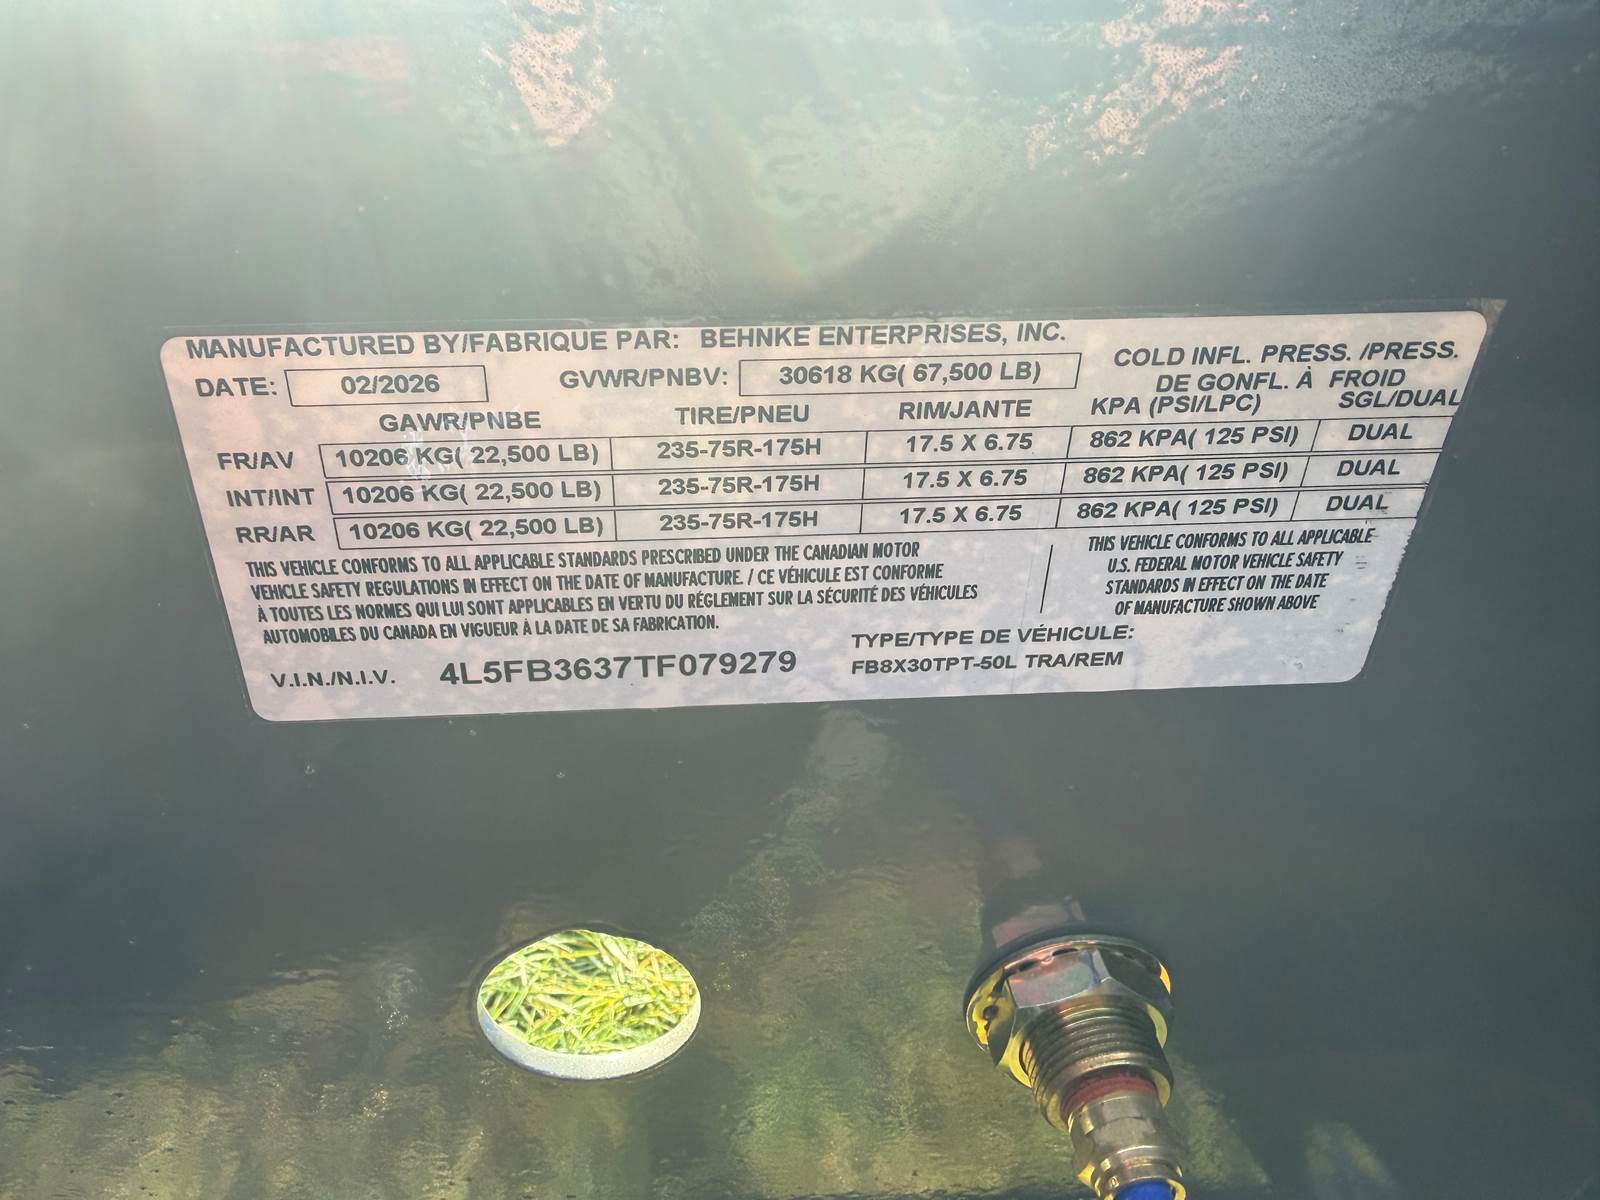 MANUFACTURED BY/FABRIQUE PAR: BEHNKE ENTERPRISES, INC.
DATE: 02/2026 GVWR/PNBV: 30618 KG( 67,500 LB)
COLD INFL. PRESS. /PRESS.
DE GONFL. À FROID
GAWR/PNBE TIRE/PNEU RIM/JANTE KPA (PSI/LPC) SGL/DUAL
FR/AV 10206 KG( 22,500 LB) 235-75R-175H 17.5 X 6.75 862 KPA( 125 PSI) DUAL
INT/INT 10206 KG( 22,500 LB) 235-75R-175H 17.5 X 6.75 862 KPA( 125 PSI) DUAL
RR/AR 10206 KG( 22,500 LB) 235-75R-175H 17.5 X 6.75 862 KPA( 125 PSI) DUAL
THIS VEHICLE CONFORMS TO ALL APPLICABLE STANDARDS PRESCRIBED UNDER THE CANADIAN MOTOR
VEHICLE SAFETY REGULATIONS IN EFFECT ON THE DATE OF MANUFACTURE. / CE VÉHICULE EST CONFORME
À TOUTES LES NORMES QUI LUI SONT APPLICABLES EN VERTU DU RÉGLEMENT SUR LA SÉCURITÉ DES VÉHICULES
AUTOMOBILES DU CANADA EN VIGUEUR À LA DATE DE SA FABRICATION.
THIS VEHICLE CONFORMS TO ALL APPLICABLE
U.S. FEDERAL MOTOR VEHICLE SAFETY
STANDARDS IN EFFECT ON THE DATE
OF MANUFACTURE SHOWN ABOVE
V.I.N./N.I.V. 4L5FB3637TF079279
TYPE/TYPE DE VÉHICULE:
FB8X30TPT-50L TRA/REM